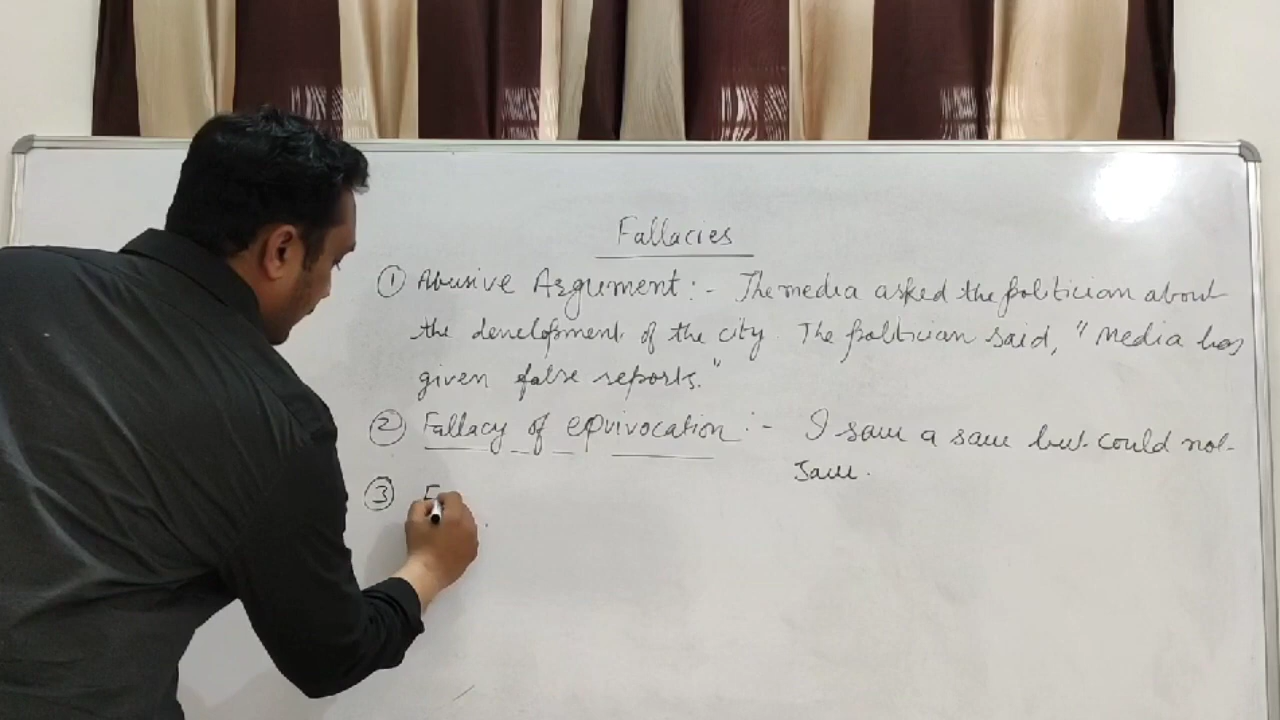 Fallacies
① Abusive Argument :- The media asked the politician about
the development of the city. The politician said, "Media has
given false reports."
② Fallacy of equivocation :- I saw a saw but could not
saw.
③ F